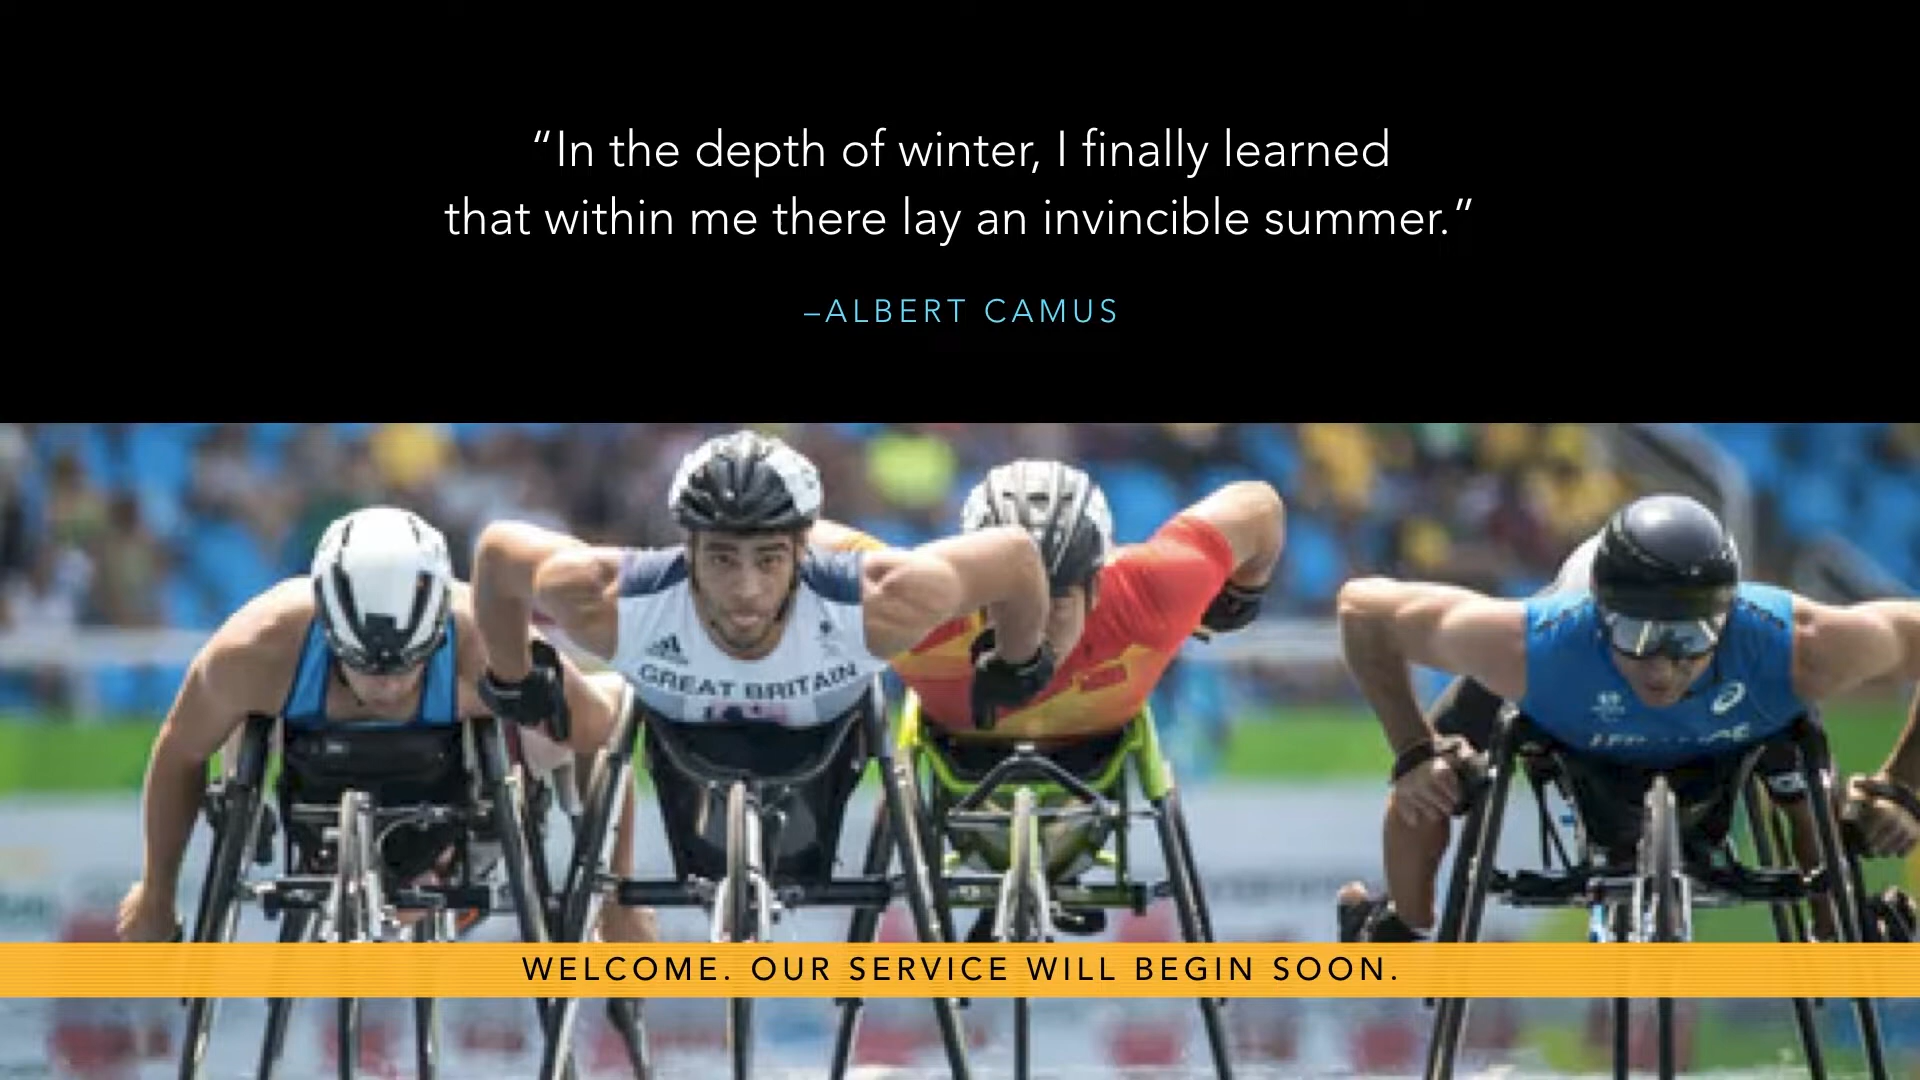 “In the depth of winter, I finally learned
that within me there lay an invincible summer.”
–ALBERT CAMUS
GREAT BRITAIN
WELCOME. OUR SERVICE WILL BEGIN SOON.